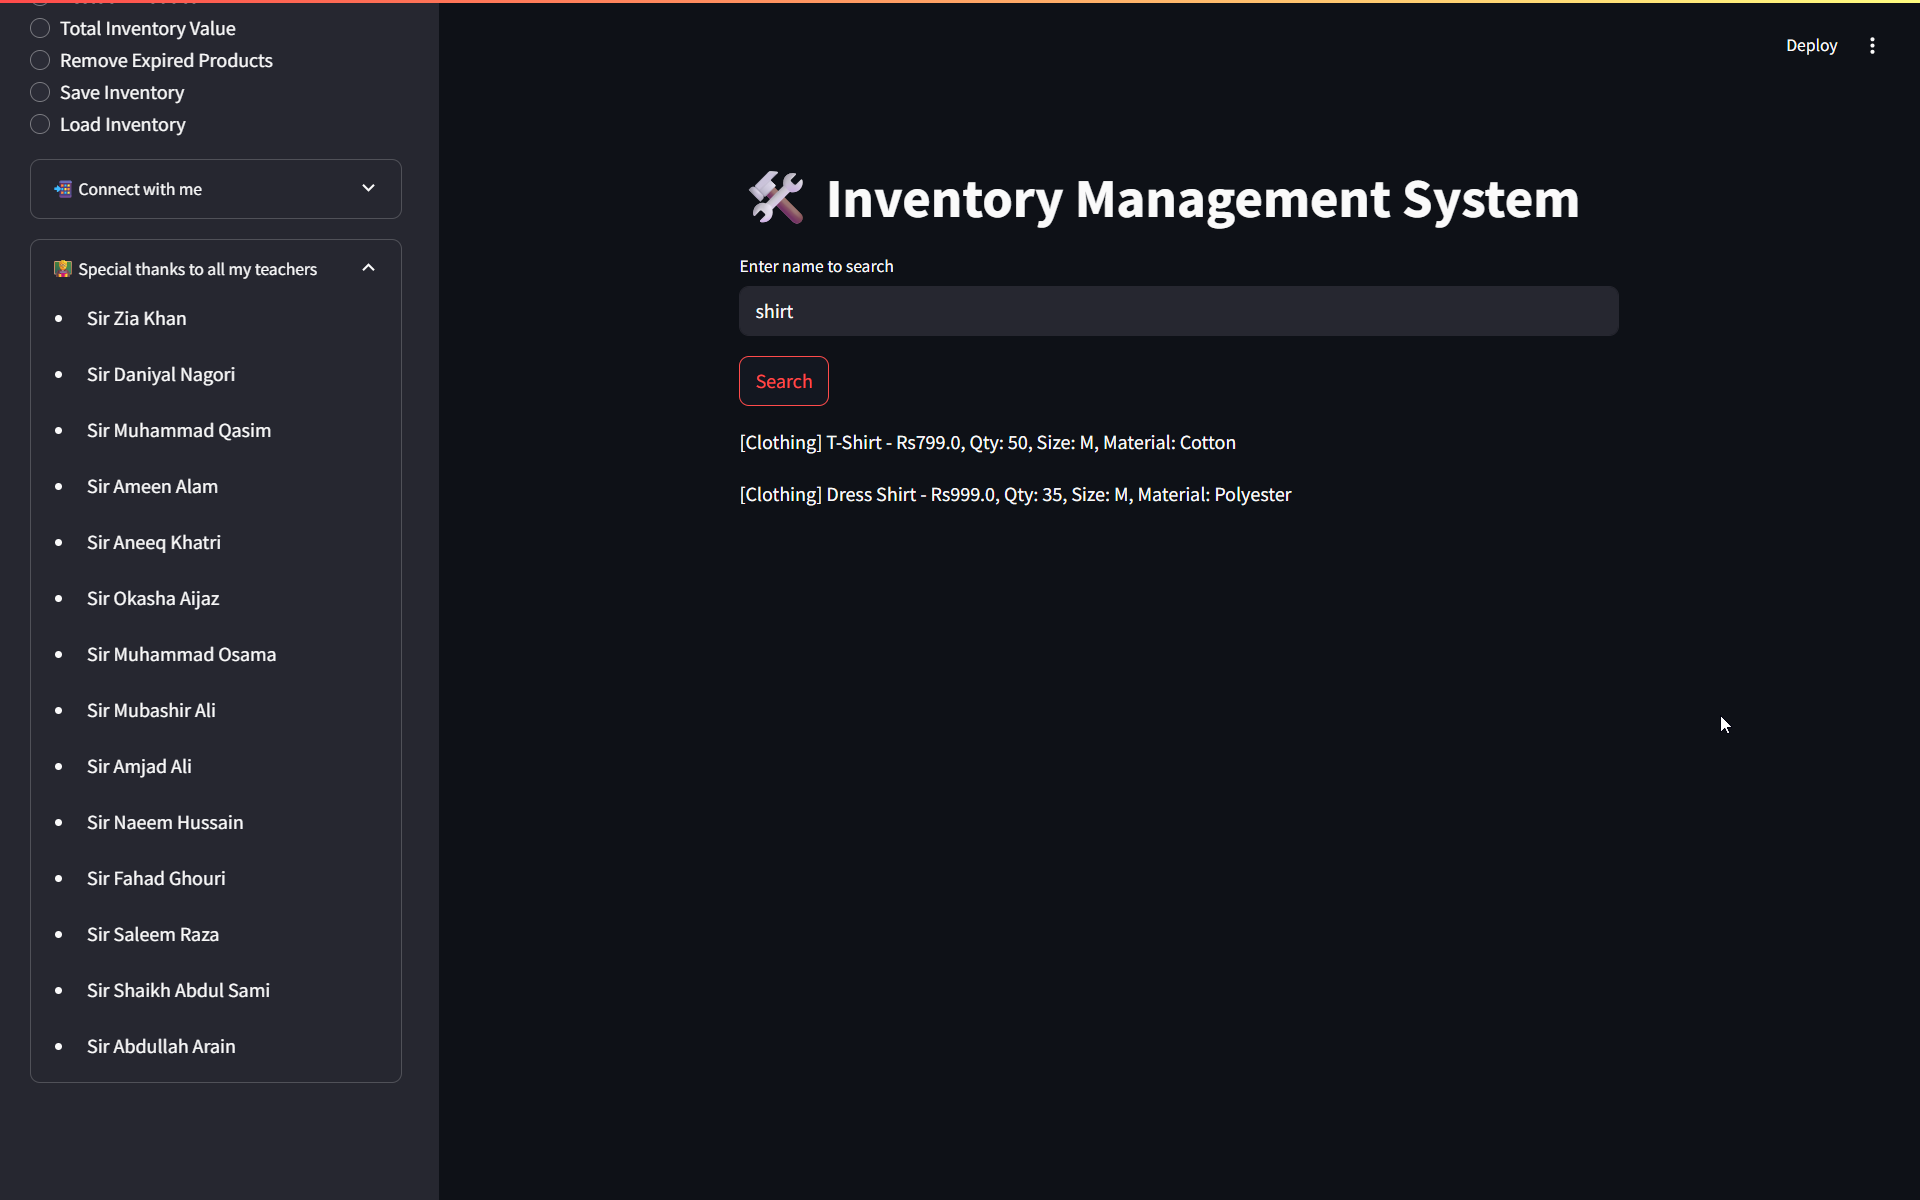 Total Inventory Value
Remove Expired Products
Save Inventory
Load Inventory
Connect with me
Special thanks to all my teachers
Sir Zia Khan
Sir Daniyal Nagori
Sir Muhammad Qasim
Sir Ameen Alam
Sir Aneeq Khatri
Sir Okasha Aijaz
Sir Muhammad Osama
Sir Mubashir Ali
Sir Amjad Ali
Sir Naeem Hussain
Sir Fahad Ghouri
Sir Saleem Raza
Sir Shaikh Abdul Sami
Sir Abdullah Arain
Deploy
Inventory Management System
Enter name to search
shirt
Search
[Clothing] T-Shirt - Rs799.0, Qty: 50, Size: M, Material: Cotton
[Clothing] Dress Shirt - Rs999.0, Qty: 35, Size: M, Material: Polyester